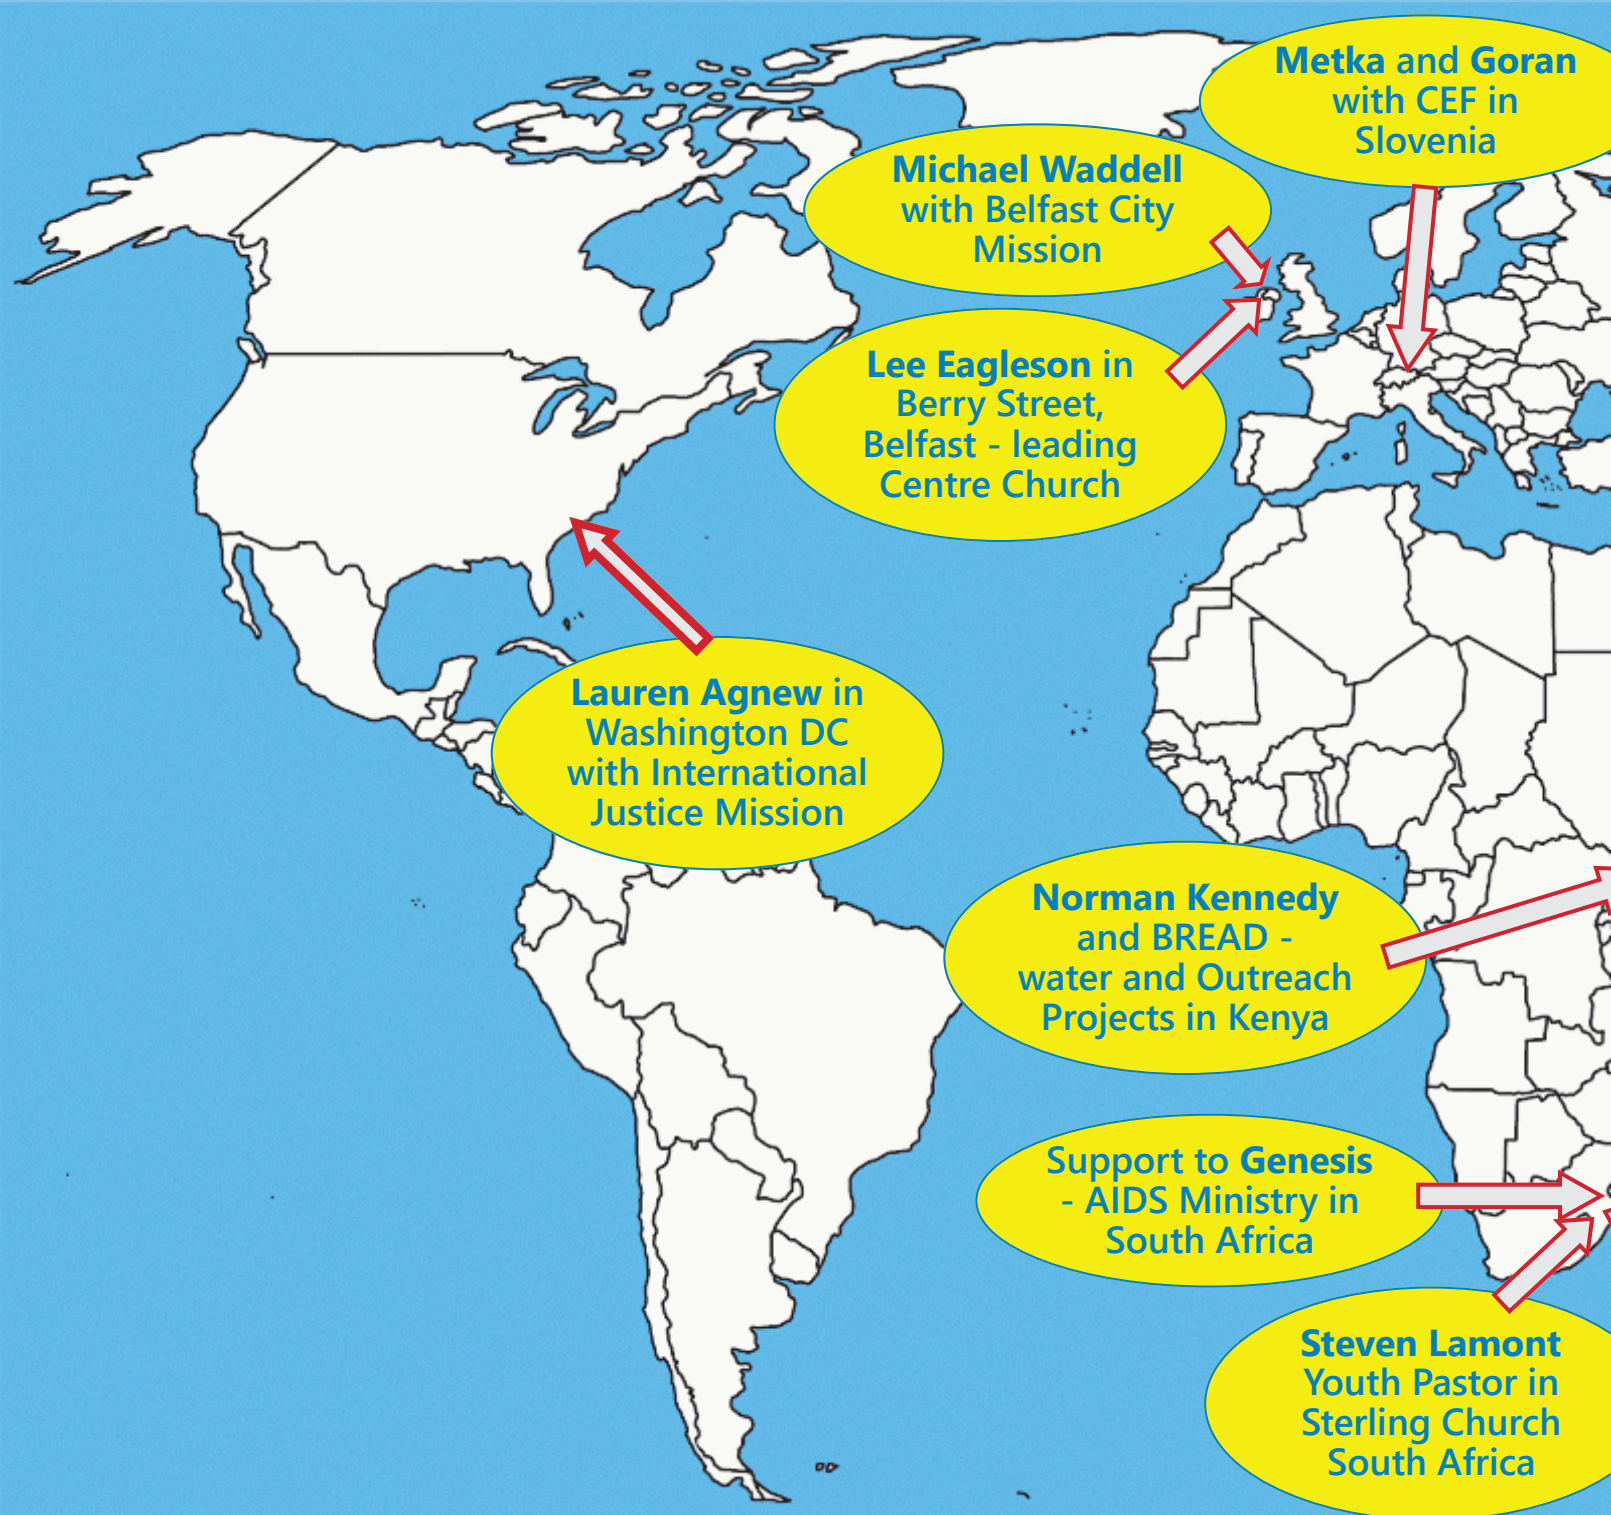 Metka and Goran
with CEF in
Slovenia
Michael Waddell
with Belfast City
Mission
Lee Eagleson in
Berry Street,
Belfast - leading
Centre Church
Lauren Agnew in
Washington DC
with International
Justice Mission
Norman Kennedy
and BREAD -
water and Outreach
Projects in Kenya
Support to Genesis
- AIDS Ministry in
South Africa
Steven Lamont
Youth Pastor in
Sterling Church
South Africa